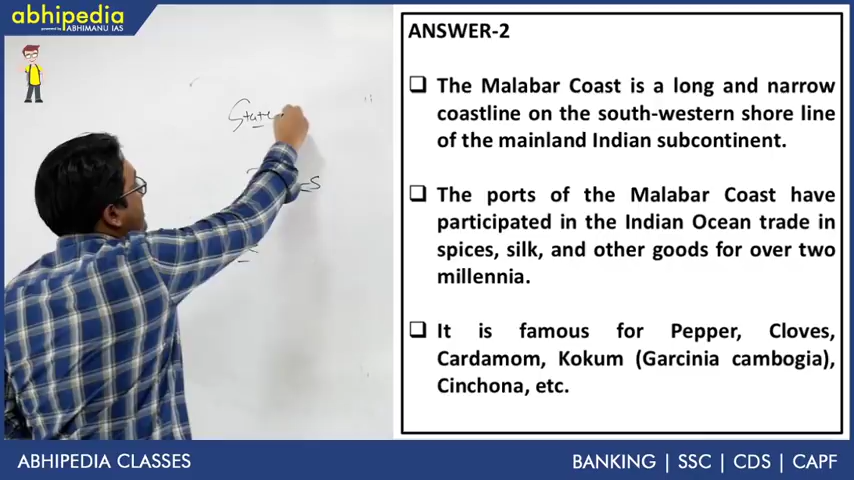 abhipedia
powered by ABHIMANU IAS
State
ANSWER-2
The Malabar Coast is a long and narrow
coastline on the south-western shore line
of the mainland Indian subcontinent.
The ports of the Malabar Coast have
participated in the Indian Ocean trade in
spices, silk, and other goods for over two
millennia.
It is famous for Pepper, Cloves,
Cardamom, Kokum (Garcinia cambogia),
Cinchona, etc.
ABHIPEDIA CLASSES
BANKING | SSC | CDS | CAPF